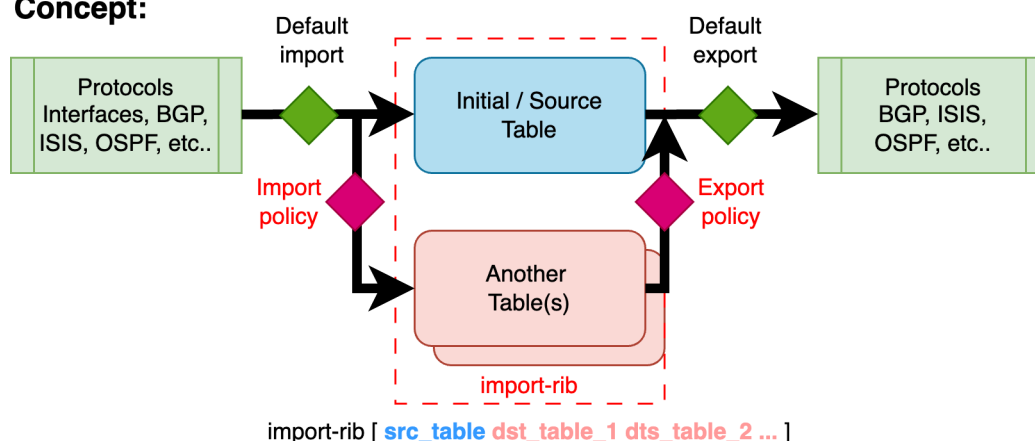 Concept:
Default
import
Default
export
Protocols
Interfaces, BGP,
ISIS, OSPF, etc..
Initial / Source
Table
Protocols
BGP, ISIS,
OSPF, etc..
Import
policy
Export
policy
Another
Table(s)
import-rib
import-rib [ src_table dst_table_1 dts_table_2 ... ]